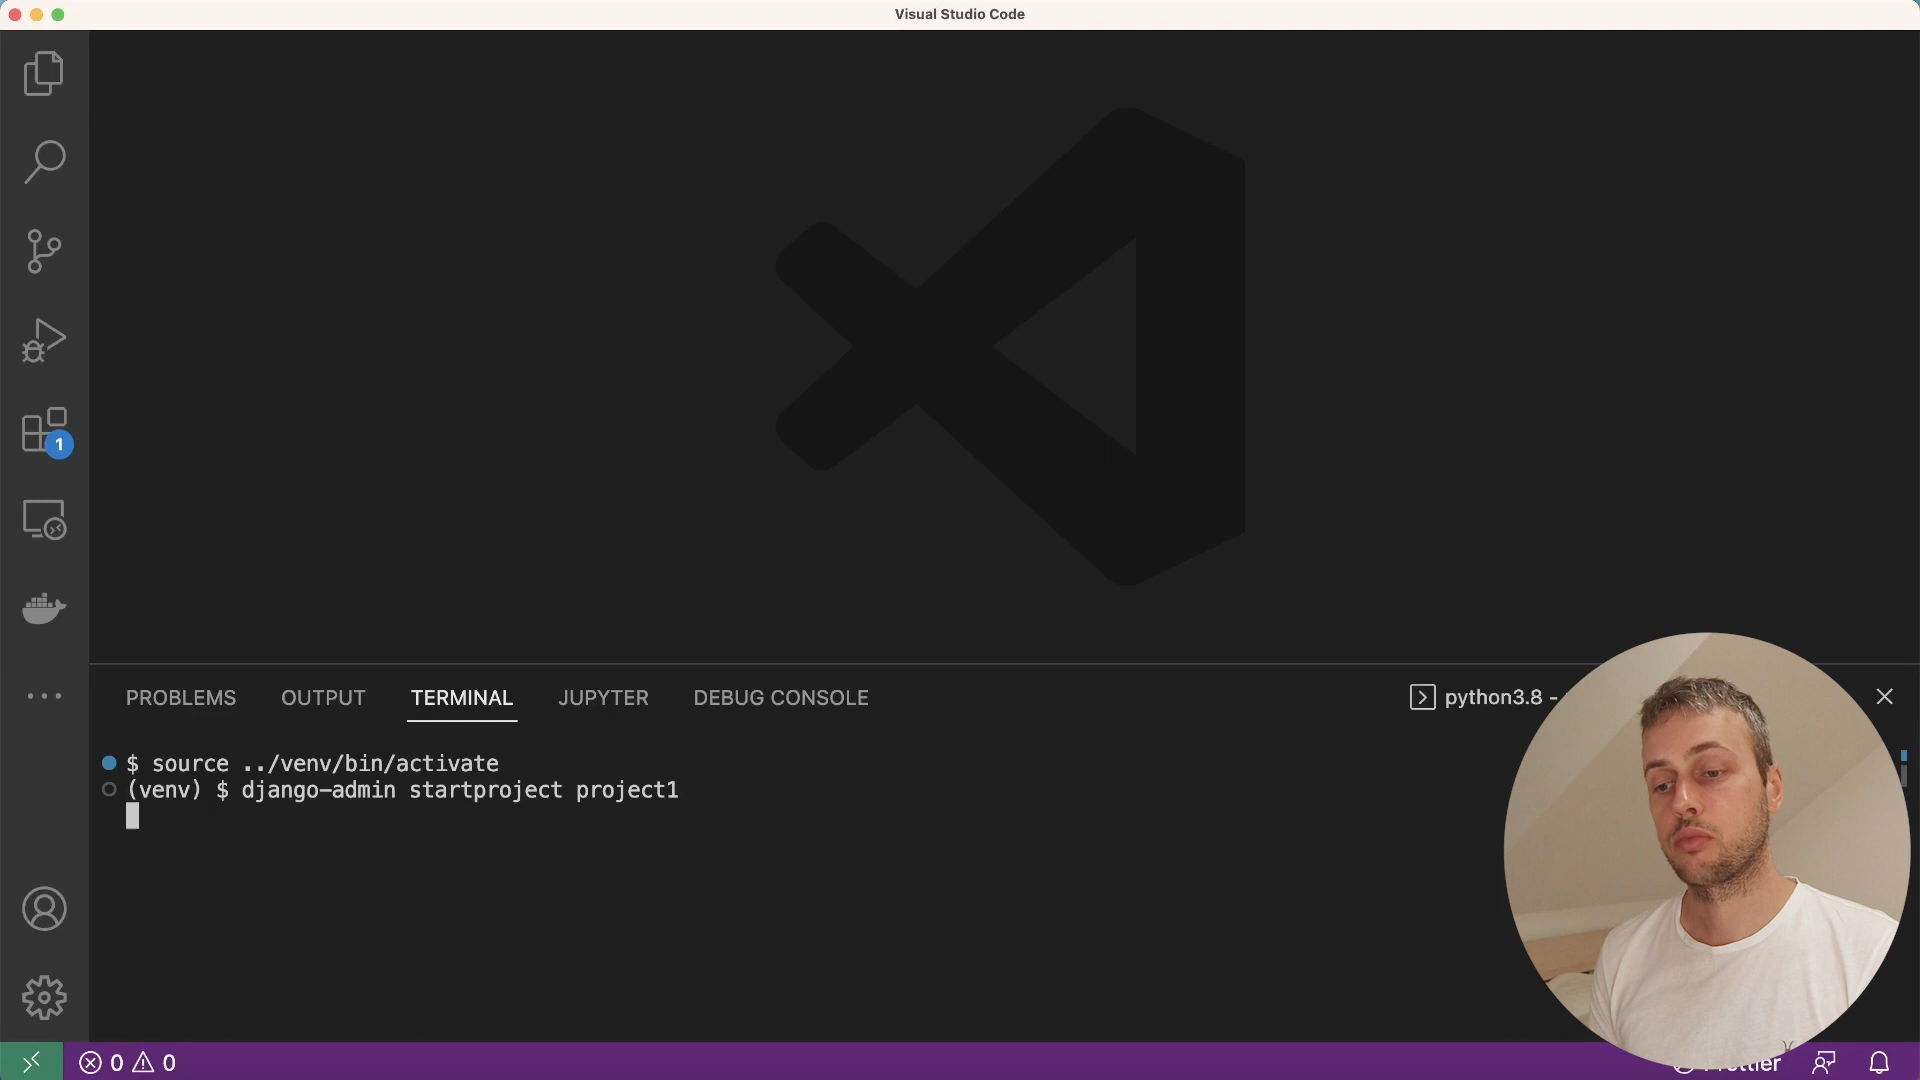 Visual Studio Code
1
PROBLEMS OUTPUT TERMINAL JUPYTER DEBUG CONSOLE
python3.8 -
$ source ../venv/bin/activate
(venv) $ django-admin startproject project1
0 0